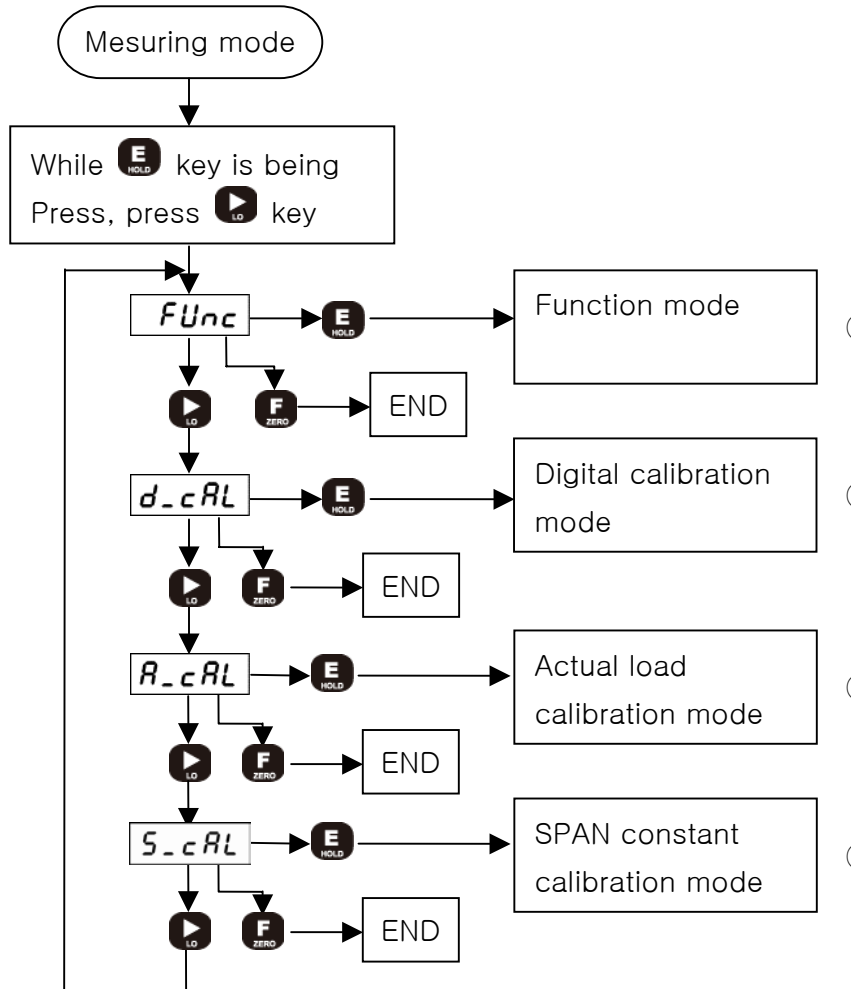 Mesuring mode
While E HOLD key is being
Press, press LO key
FUnc
E HOLD
Function mode
LO
F ZERO
END
d_cAL
E HOLD
Digital calibration
mode
LO
F ZERO
END
A_cAL
E HOLD
Actual load
calibration mode
LO
F ZERO
END
S_cAL
E HOLD
SPAN constant
calibration mode
LO
F ZERO
END